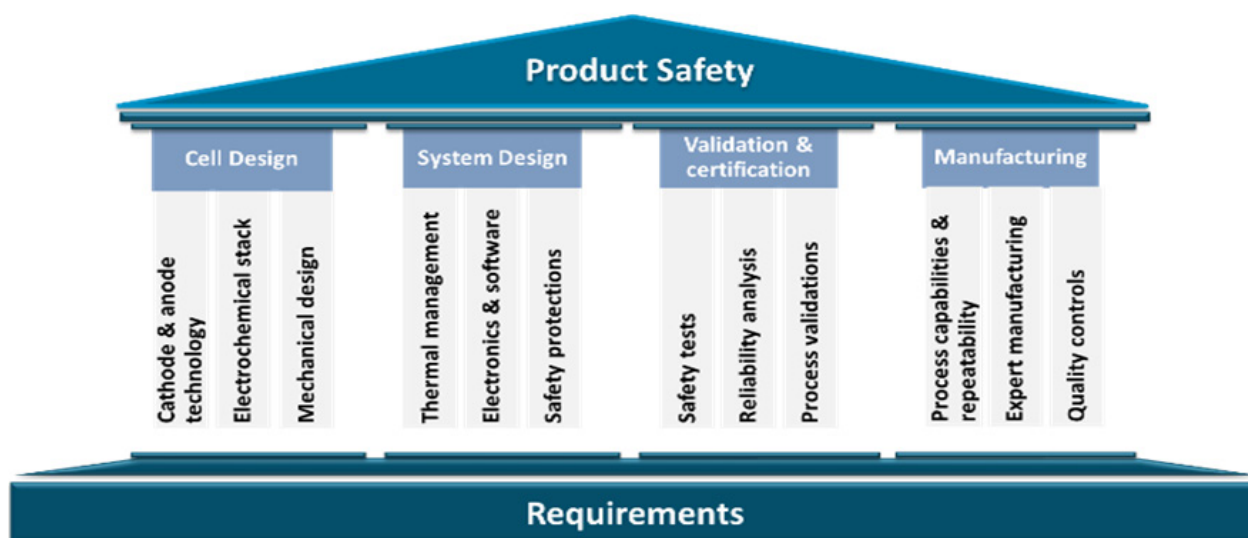 Product Safety
Cell Design
Cathode & anode
technology
Electrochemical stack
Mechanical design
System Design
Thermal management
Electronics & software
Safety protections
Validation &
certification
Safety tests
Reliability analysis
Process validations
Manufacturing
Process capabilities &
repeatability
Expert manufacturing
Quality controls
Requirements